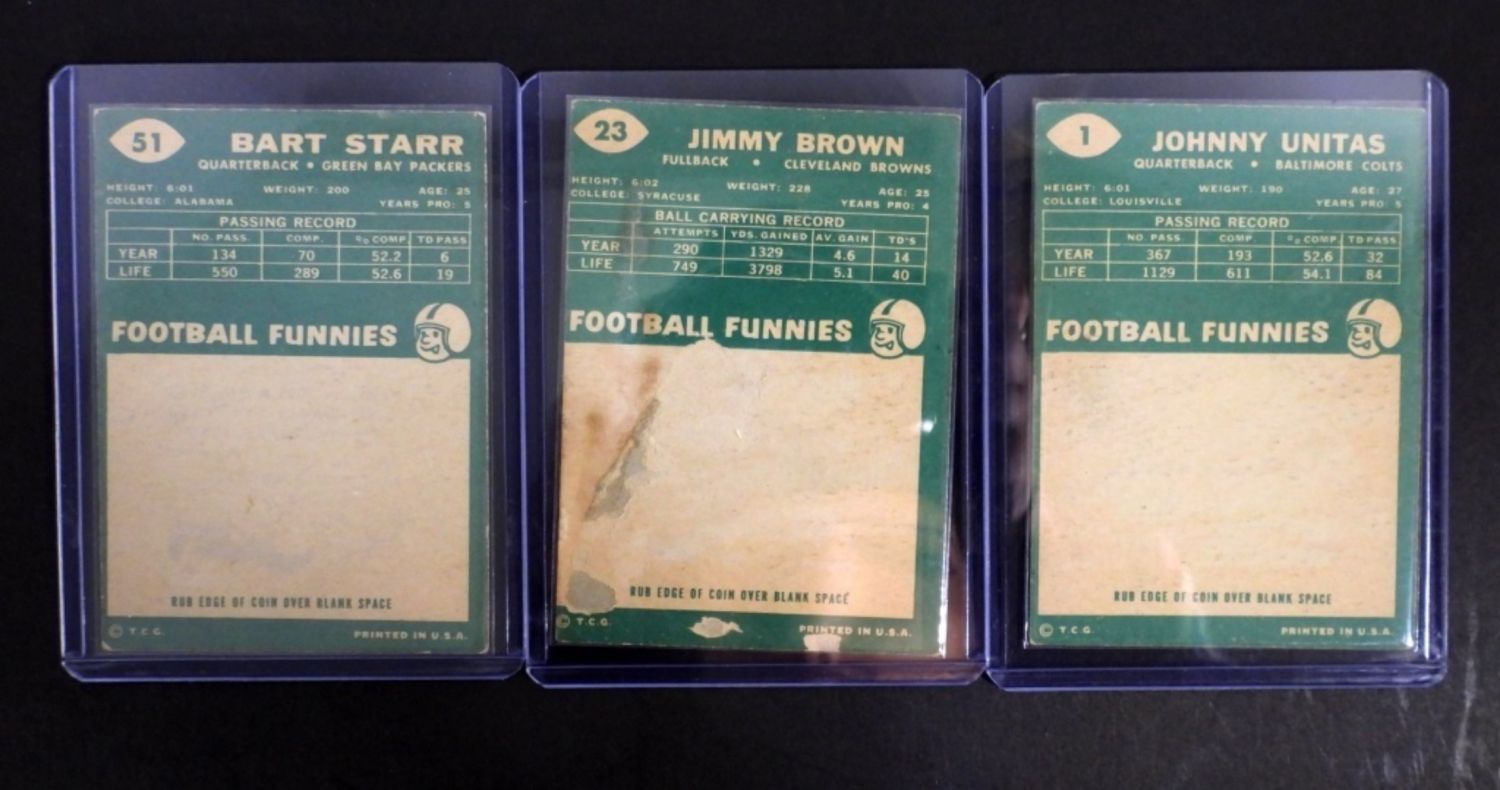 51 BART STARR
QUARTERBACK • GREEN BAY PACKERS
HEIGHT: 6:01 WEIGHT: 200 AGE: 25
COLLEGE: ALABAMA YEARS PRO: 5
PASSING RECORD
NO. PASS. COMP. % COMP. TD PASS
YEAR 134 70 52.2 6
LIFE 550 289 52.6 19
FOOTBALL FUNNIES
RUB EDGE OF COIN OVER BLANK SPACE
© T.C.G. PRINTED IN U.S.A.
23 JIMMY BROWN
FULLBACK • CLEVELAND BROWNS
HEIGHT: 6:02 WEIGHT: 228 AGE: 25
COLLEGE: SYRACUSE YEARS PRO: 4
BALL CARRYING RECORD
ATTEMPTS YDS. GAINED AV. GAIN TD'S
YEAR 290 1329 4.6 14
LIFE 749 3798 5.1 40
FOOTBALL FUNNIES
RUB EDGE OF COIN OVER BLANK SPACE
© T.C.G. PRINTED IN U.S.A.
1 JOHNNY UNITAS
QUARTERBACK • BALTIMORE COLTS
HEIGHT: 6:01 WEIGHT: 190 AGE: 27
COLLEGE: LOUISVILLE YEARS PRO: 5
PASSING RECORD
NO. PASS COMP. % COMP. TD PASS
YEAR 367 193 52.6 32
LIFE 1129 611 54.1 84
FOOTBALL FUNNIES
RUB EDGE OF COIN OVER BLANK SPACE
© T.C.G. PRINTED IN U.S.A.